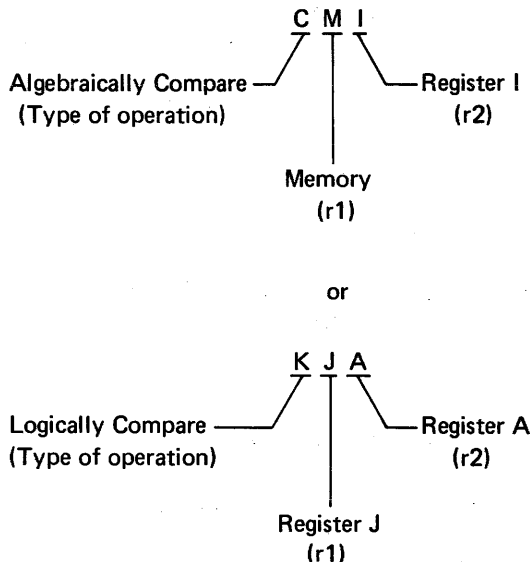 C M I
Algebraically Compare
(Type of operation)
Register I
(r2)
Memory
(r1)
or
K J A
Logically Compare
(Type of operation)
Register A
(r2)
Register J
(r1)